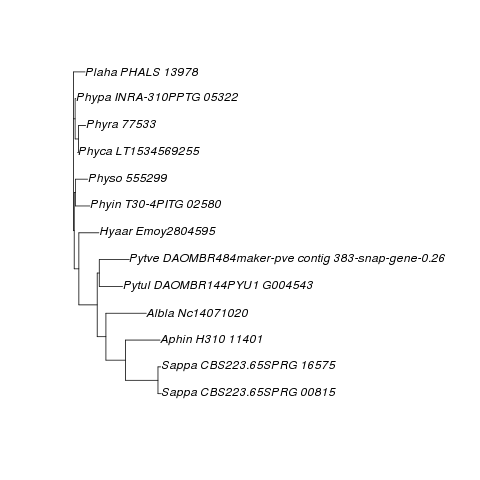 Plaha PHALS 13978
Phypa INRA-310PPTG 05322
Phyra 77533
Phyca LT1534569255
Physo 555299
Phyin T30-4PITG 02580
Hyaar Emoy2804595
Pytve DAOMBR484maker-pve contig 383-snap-gene-0.26
Pytul DAOMBR144PYU1 G004543
Albla Nc14071020
Aphin H310 11401
Sappa CBS223.65SPRG 16575
Sappa CBS223.65SPRG 00815